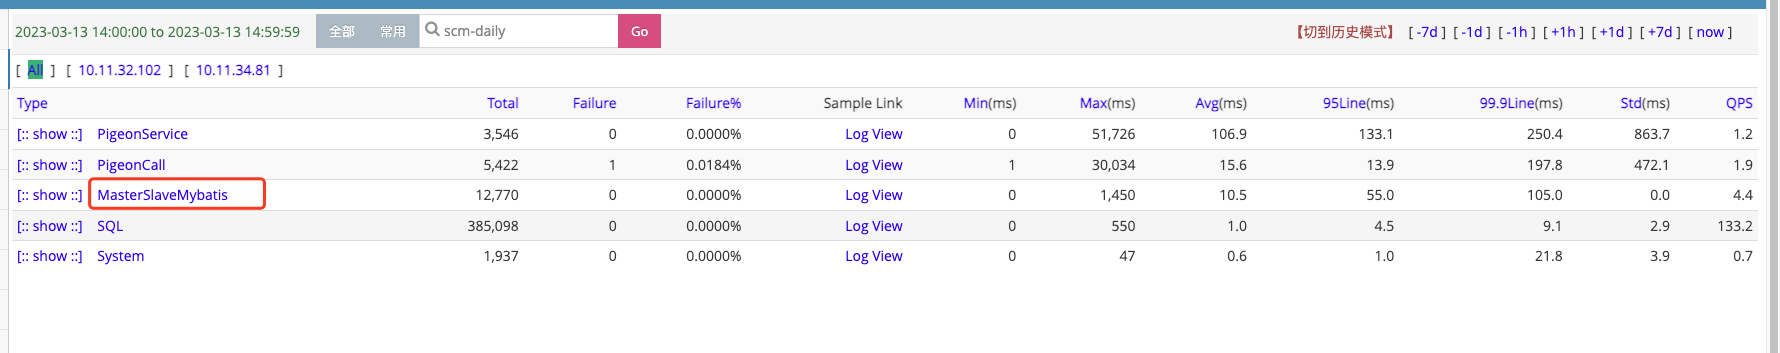 2023-03-13 14:00:00 to 2023-03-13 14:59:59 全部 常用 scm-daily Go 【切到历史模式】 [ -7d ] [ -1d ] [ -1h ] [ +1h ] [ +1d ] [ +7d ] [ now ]
[ All ] [ 10.11.32.102 ] [ 10.11.34.81 ]
Type Total Failure Failure% Sample Link Min(ms) Max(ms) Avg(ms) 95Line(ms) 99.9Line(ms) Std(ms) QPS
[:: show ::] PigeonService 3,546 0 0.0000% Log View 0 51,726 106.9 133.1 250.4 863.7 1.2
[:: show ::] PigeonCall 5,422 1 0.0184% Log View 1 30,034 15.6 13.9 197.8 472.1 1.9
[:: show ::] MasterSlaveMybatis 12,770 0 0.0000% Log View 0 1,450 10.5 55.0 105.0 0.0 4.4
[:: show ::] SQL 385,098 0 0.0000% Log View 0 550 1.0 4.5 9.1 2.9 133.2
[:: show ::] System 1,937 0 0.0000% Log View 0 47 0.6 1.0 21.8 3.9 0.7